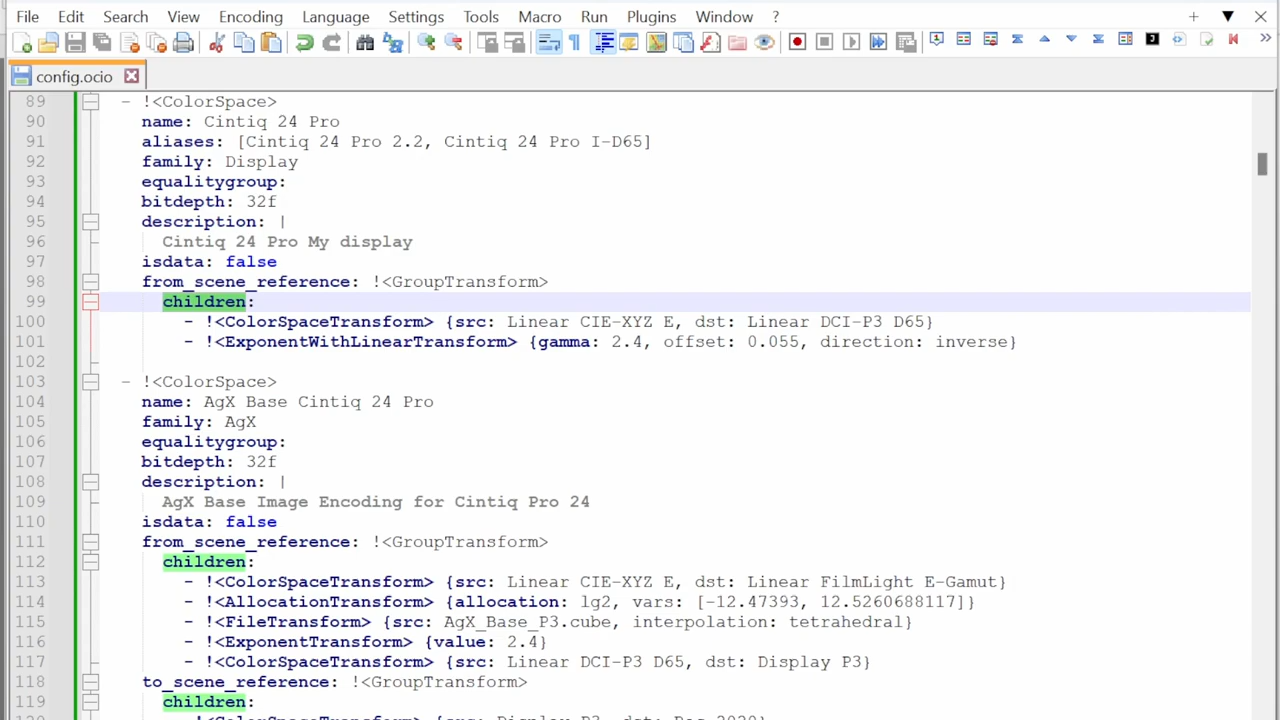 File Edit Search View Encoding Language Settings Tools Macro Run Plugins Window ?
config.ocio
89 - !<ColorSpace>
90 name: Cintiq 24 Pro
91 aliases: [Cintiq 24 Pro 2.2, Cintiq 24 Pro I-D65]
92 family: Display
93 equalitygroup:
94 bitdepth: 32f
95 description: |
96 Cintiq 24 Pro My display
97 isdata: false
98 from_scene_reference: !<GroupTransform>
99 children:
100 - !<ColorSpaceTransform> {src: Linear CIE-XYZ E, dst: Linear DCI-P3 D65}
101 - !<ExponentWithLinearTransform> {gamma: 2.4, offset: 0.055, direction: inverse}
102
103 - !<ColorSpace>
104 name: AgX Base Cintiq 24 Pro
105 family: AgX
106 equalitygroup:
107 bitdepth: 32f
108 description: |
109 AgX Base Image Encoding for Cintiq Pro 24
110 isdata: false
111 from_scene_reference: !<GroupTransform>
112 children:
113 - !<ColorSpaceTransform> {src: Linear CIE-XYZ E, dst: Linear FilmLight E-Gamut}
114 - !<AllocationTransform> {allocation: lg2, vars: [-12.47393, 12.5260688117]}
115 - !<FileTransform> {src: AgX_Base_P3.cube, interpolation: tetrahedral}
116 - !<ExponentTransform> {value: 2.4}
117 - !<ColorSpaceTransform> {src: Linear DCI-P3 D65, dst: Display P3}
118 to_scene_reference: !<GroupTransform>
119 children:
!<ColorSpaceTransform> {src: Display P3, dst: Rec.2020}